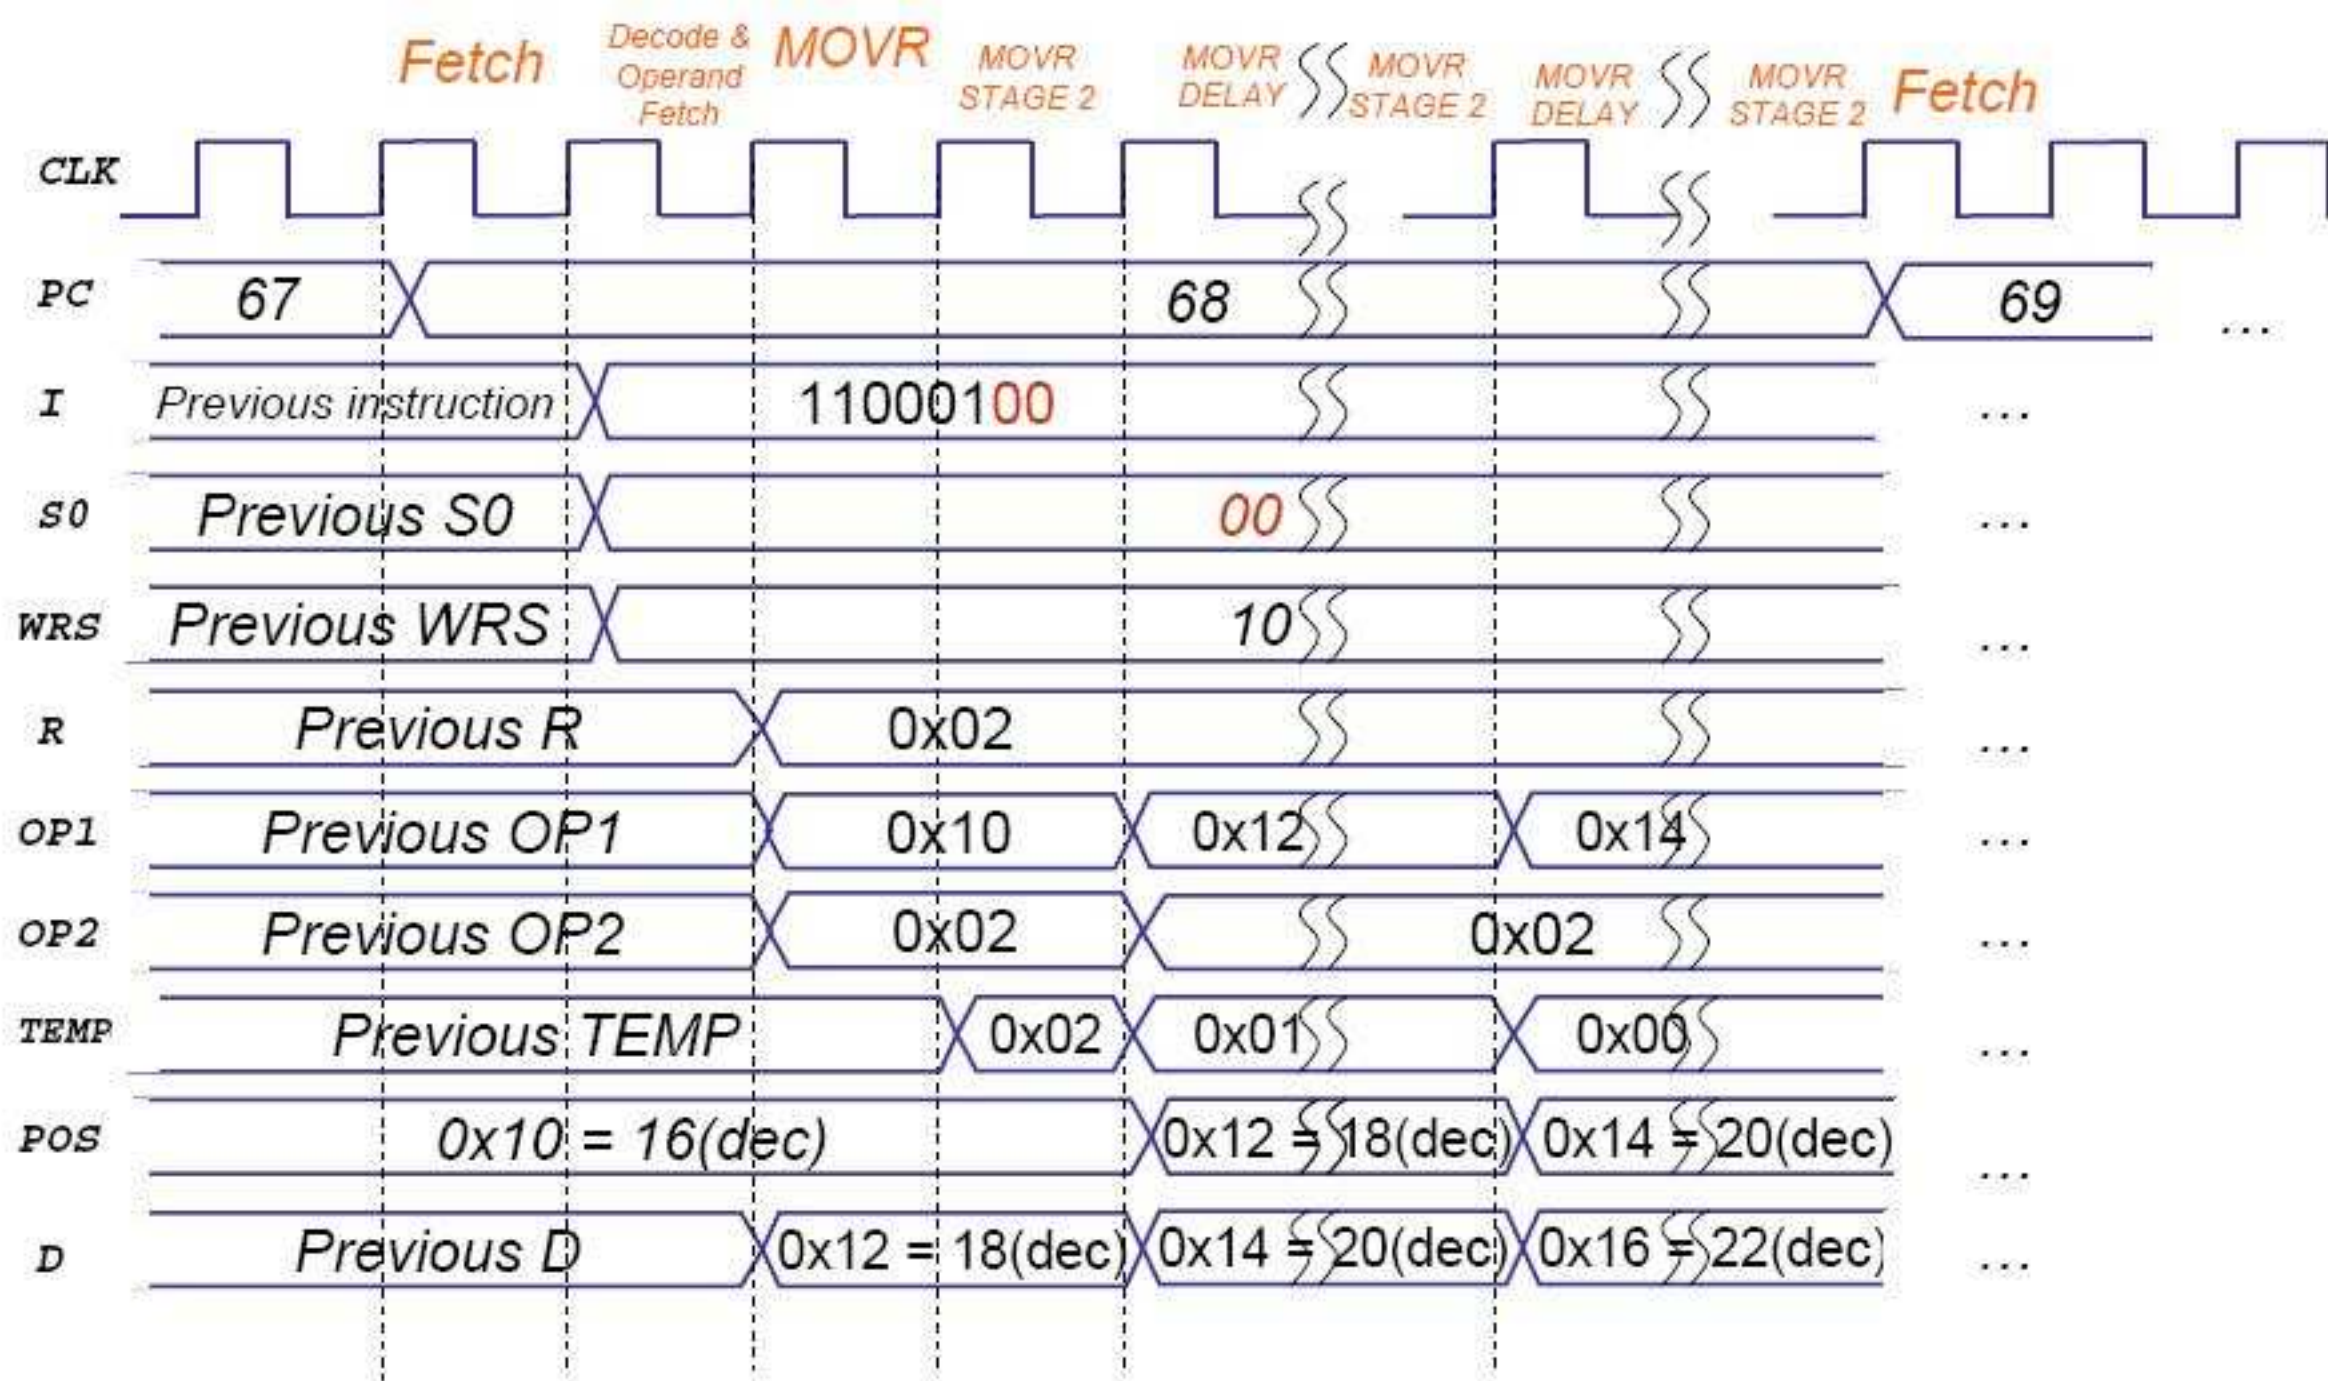 Fetch
Decode &
Operand
Fetch
MOVR
MOVR
STAGE 2
MOVR
DELAY
MOVR
STAGE 2
MOVR
DELAY
MOVR
STAGE 2
Fetch
CLK
PC 67 68 69 ...
I Previous instruction 11000100 ...
S0 Previous S0 00 ...
WRS Previous WRS 10 ...
R Previous R 0x02 ...
OP1 Previous OP1 0x10 0x12 0x14 ...
OP2 Previous OP2 0x02 0x02 ...
TEMP Previous TEMP 0x02 0x01 0x00 ...
POS 0x10 = 16(dec) 0x12 = 18(dec) 0x14 = 20(dec) ...
D Previous D 0x12 = 18(dec) 0x14 = 20(dec) 0x16 = 22(dec) ...